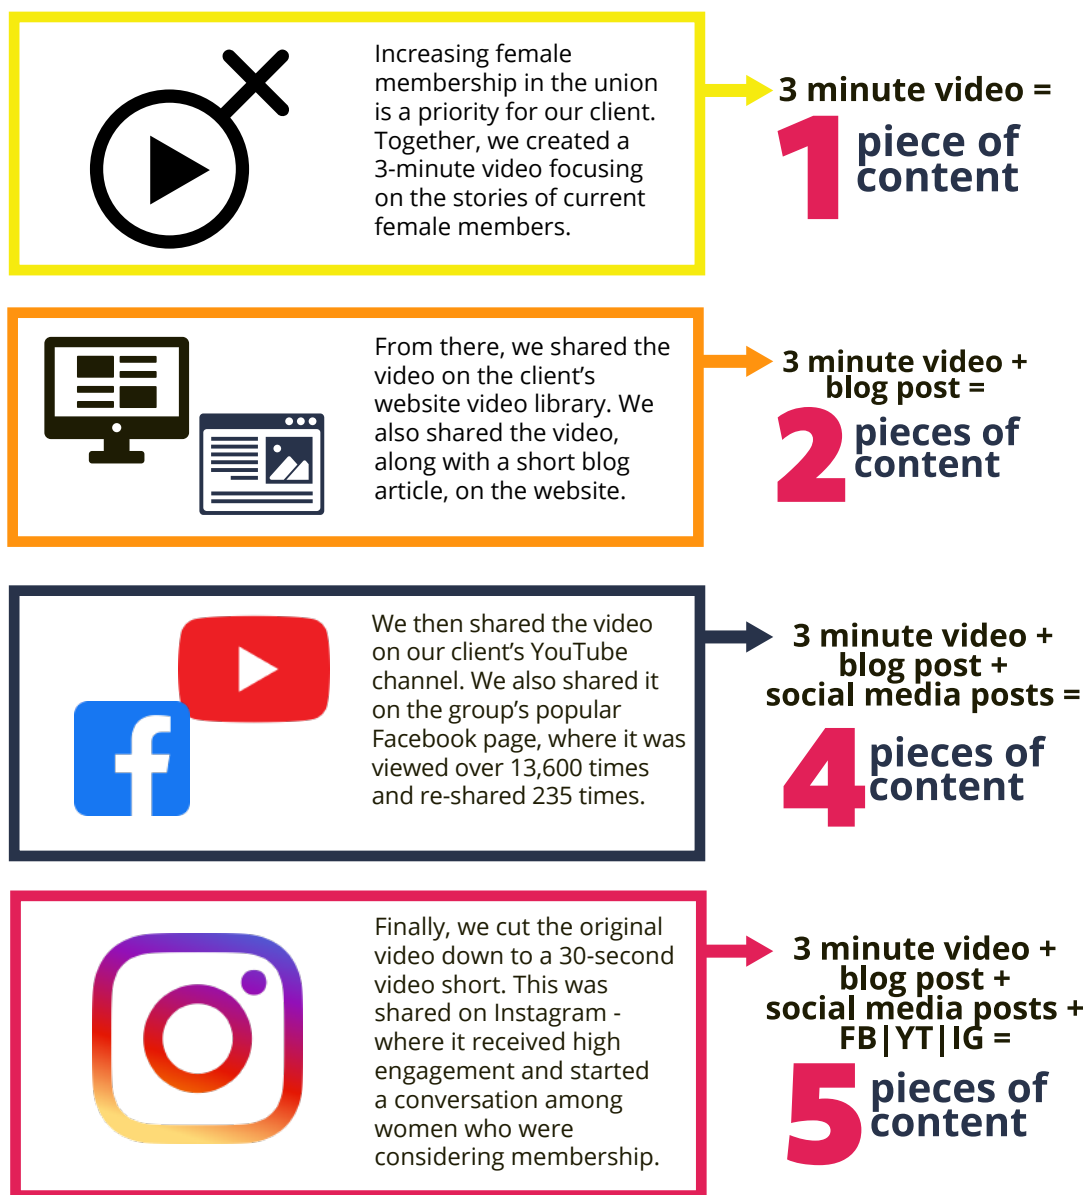 Increasing female
membership in the union
is a priority for our client.
Together, we created a
3-minute video focusing
on the stories of current
female members.
3 minute video =
1 piece of
content
From there, we shared the
video on the client's
website video library. We
also shared the video,
along with a short blog
article, on the website.
3 minute video +
blog post =
2 pieces of
content
We then shared the video
on our client's YouTube
channel. We also shared it
on the group's popular
Facebook page, where it was
viewed over 13,600 times
and re-shared 235 times.
3 minute video +
blog post +
social media posts =
4 pieces of
content
Finally, we cut the original
video down to a 30-second
video short. This was
shared on Instagram -
where it received high
engagement and started
a conversation among
women who were
considering membership.
3 minute video +
blog post +
social media posts +
FB|YT|IG =
5 pieces of
content